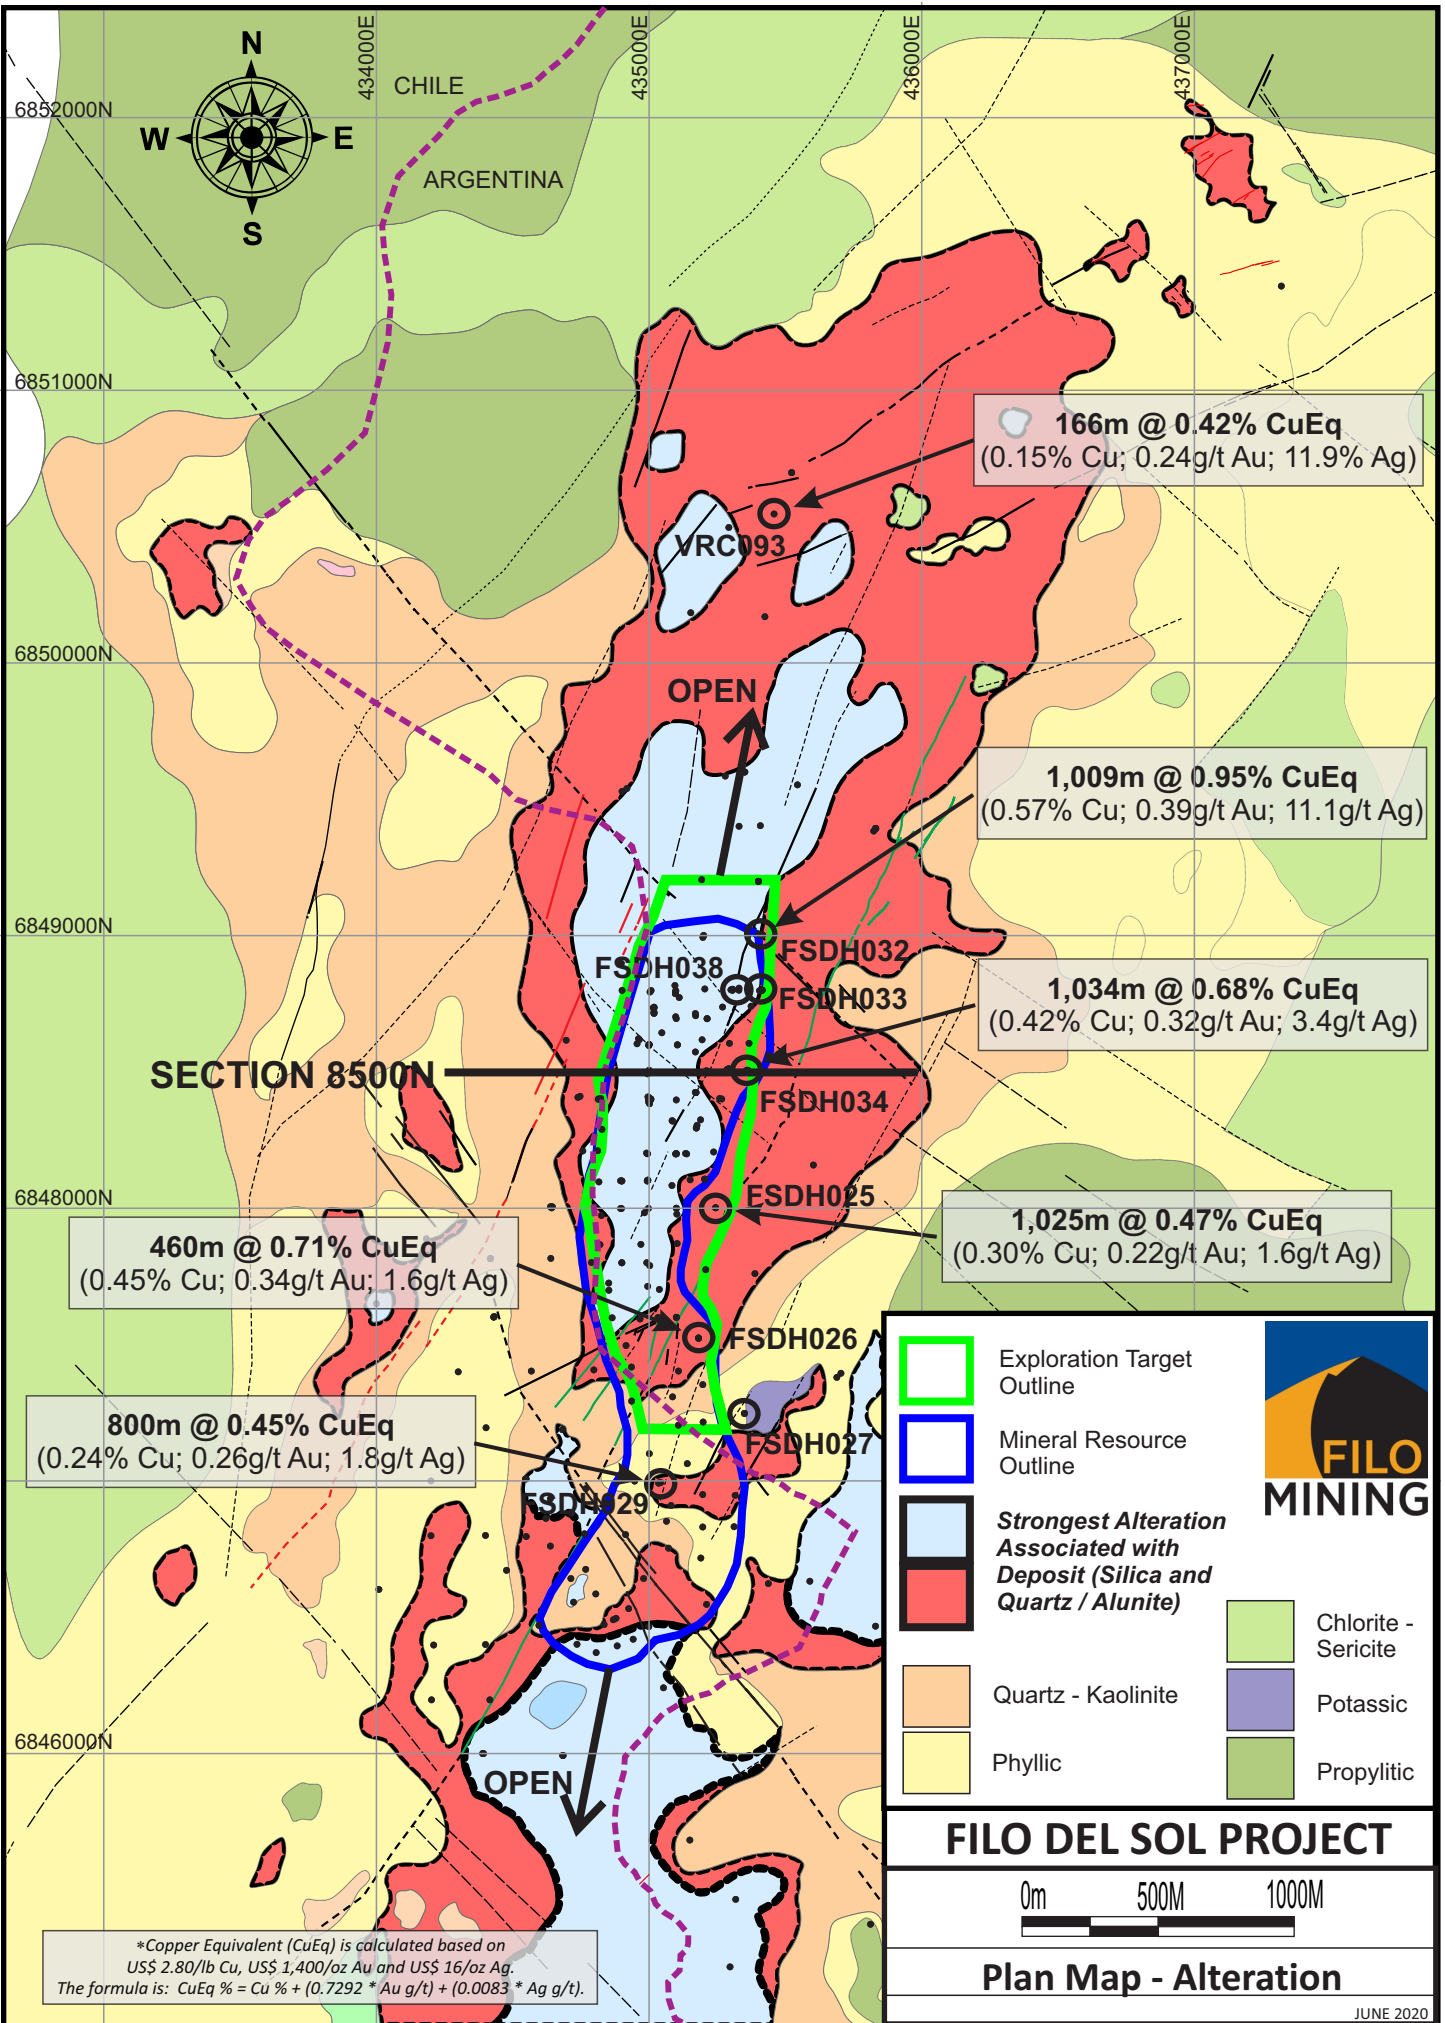 434000E
435000E
436000E
437000E
N
W
E
S
CHILE
ARGENTINA
6852000N
6851000N
6850000N
6849000N
6848000N
6846000N
166m @ 0.42% CuEq
(0.15% Cu; 0.24g/t Au; 11.9% Ag)
VRC093
OPEN
1,009m @ 0.95% CuEq
(0.57% Cu; 0.39g/t Au; 11.1g/t Ag)
FSDH032
FSDH038
FSDH033
1,034m @ 0.68% CuEq
(0.42% Cu; 0.32g/t Au; 3.4g/t Ag)
SECTION 8500N
FSDH034
FSDH025
1,025m @ 0.47% CuEq
(0.30% Cu; 0.22g/t Au; 1.6g/t Ag)
460m @ 0.71% CuEq
(0.45% Cu; 0.34g/t Au; 1.6g/t Ag)
FSDH026
800m @ 0.45% CuEq
(0.24% Cu; 0.26g/t Au; 1.8g/t Ag)
FSDH027
FSDH029
OPEN
Exploration Target
Outline
Mineral Resource
Outline
Strongest Alteration
Associated with
Deposit (Silica and
Quartz / Alunite)
Quartz - Kaolinite
Phyllic
Chlorite -
Sericite
Potassic
Propylitic
FILO
MINING
FILO DEL SOL PROJECT
0m 500M 1000M
Plan Map - Alteration
JUNE 2020
*Copper Equivalent (CuEq) is calculated based on
US$ 2.80/lb Cu, US$ 1,400/oz Au and US$ 16/oz Ag.
The formula is: CuEq % = Cu % + (0.7292 * Au g/t) + (0.0083 * Ag g/t).